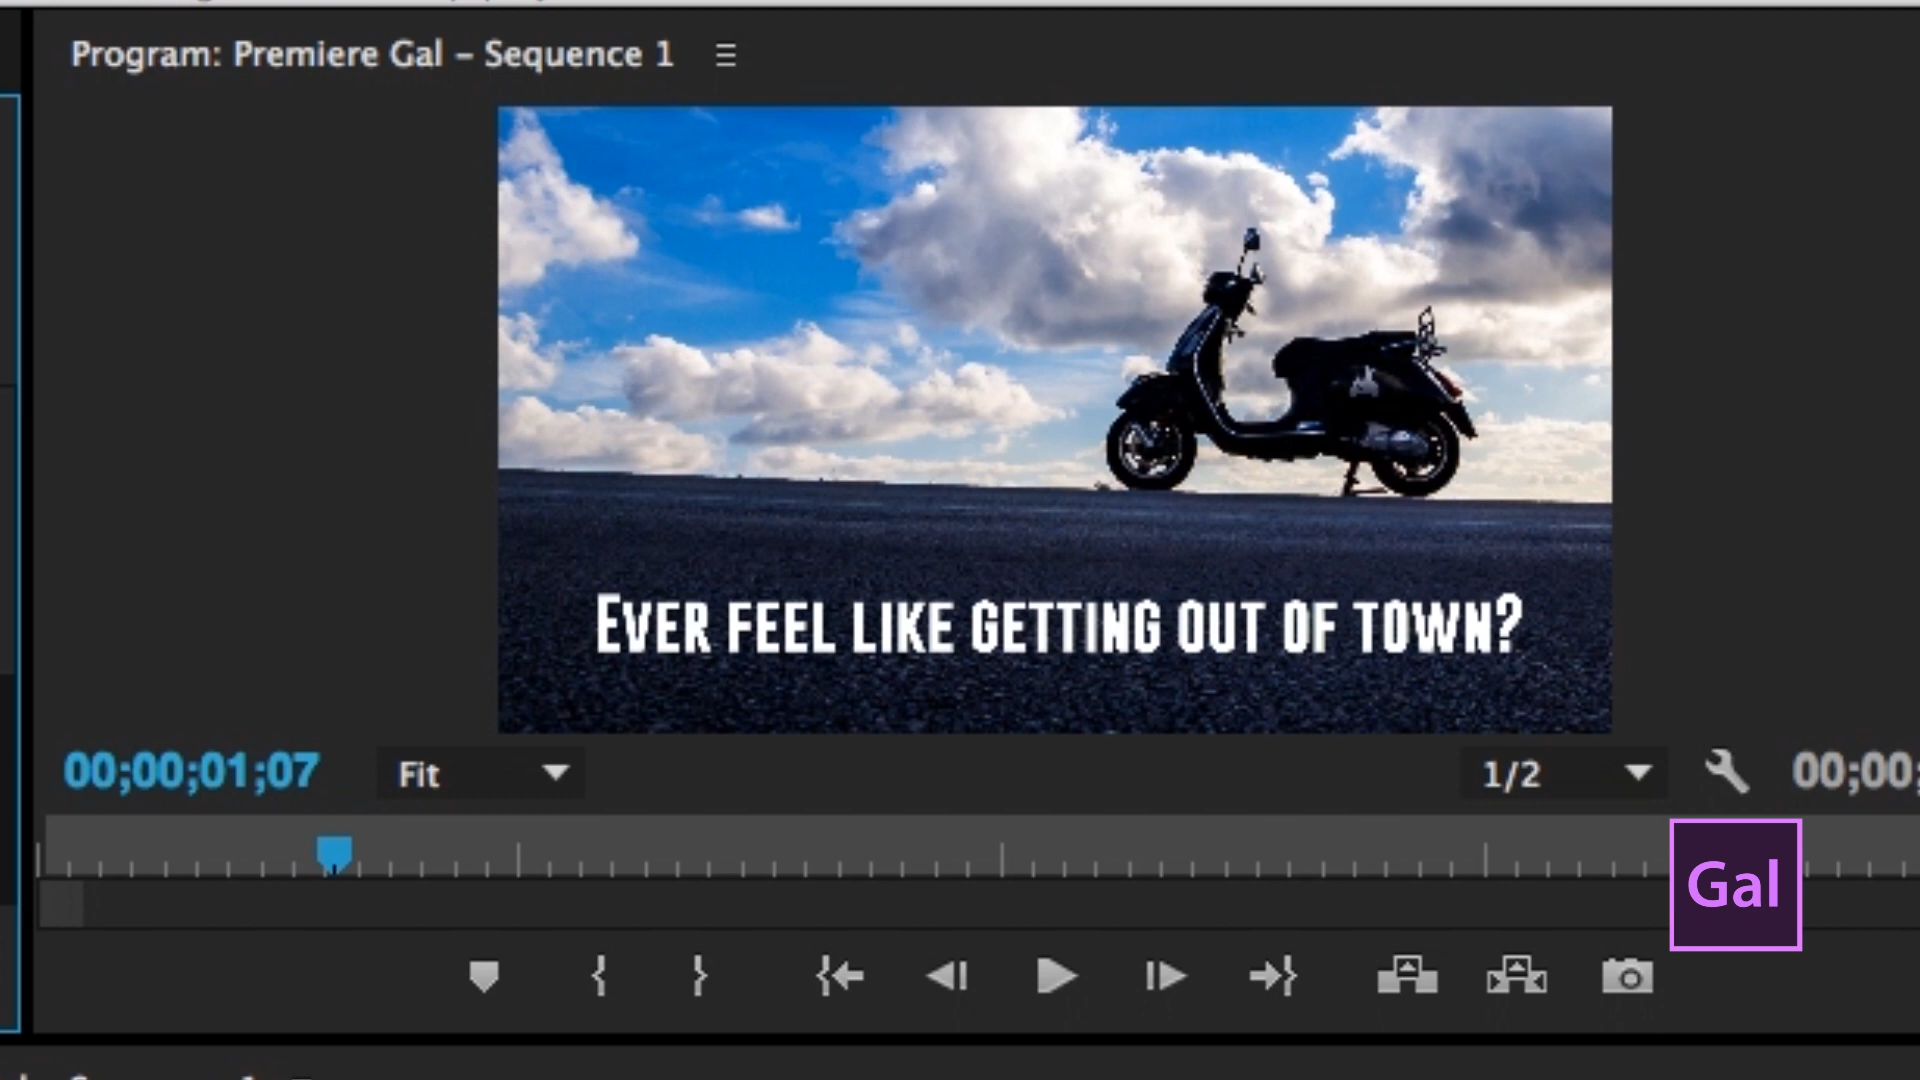 Program: Premiere Gal – Sequence 1
Ever feel like getting out of town?
00;00;01;07
Fit
1/2
00;00;
Gal